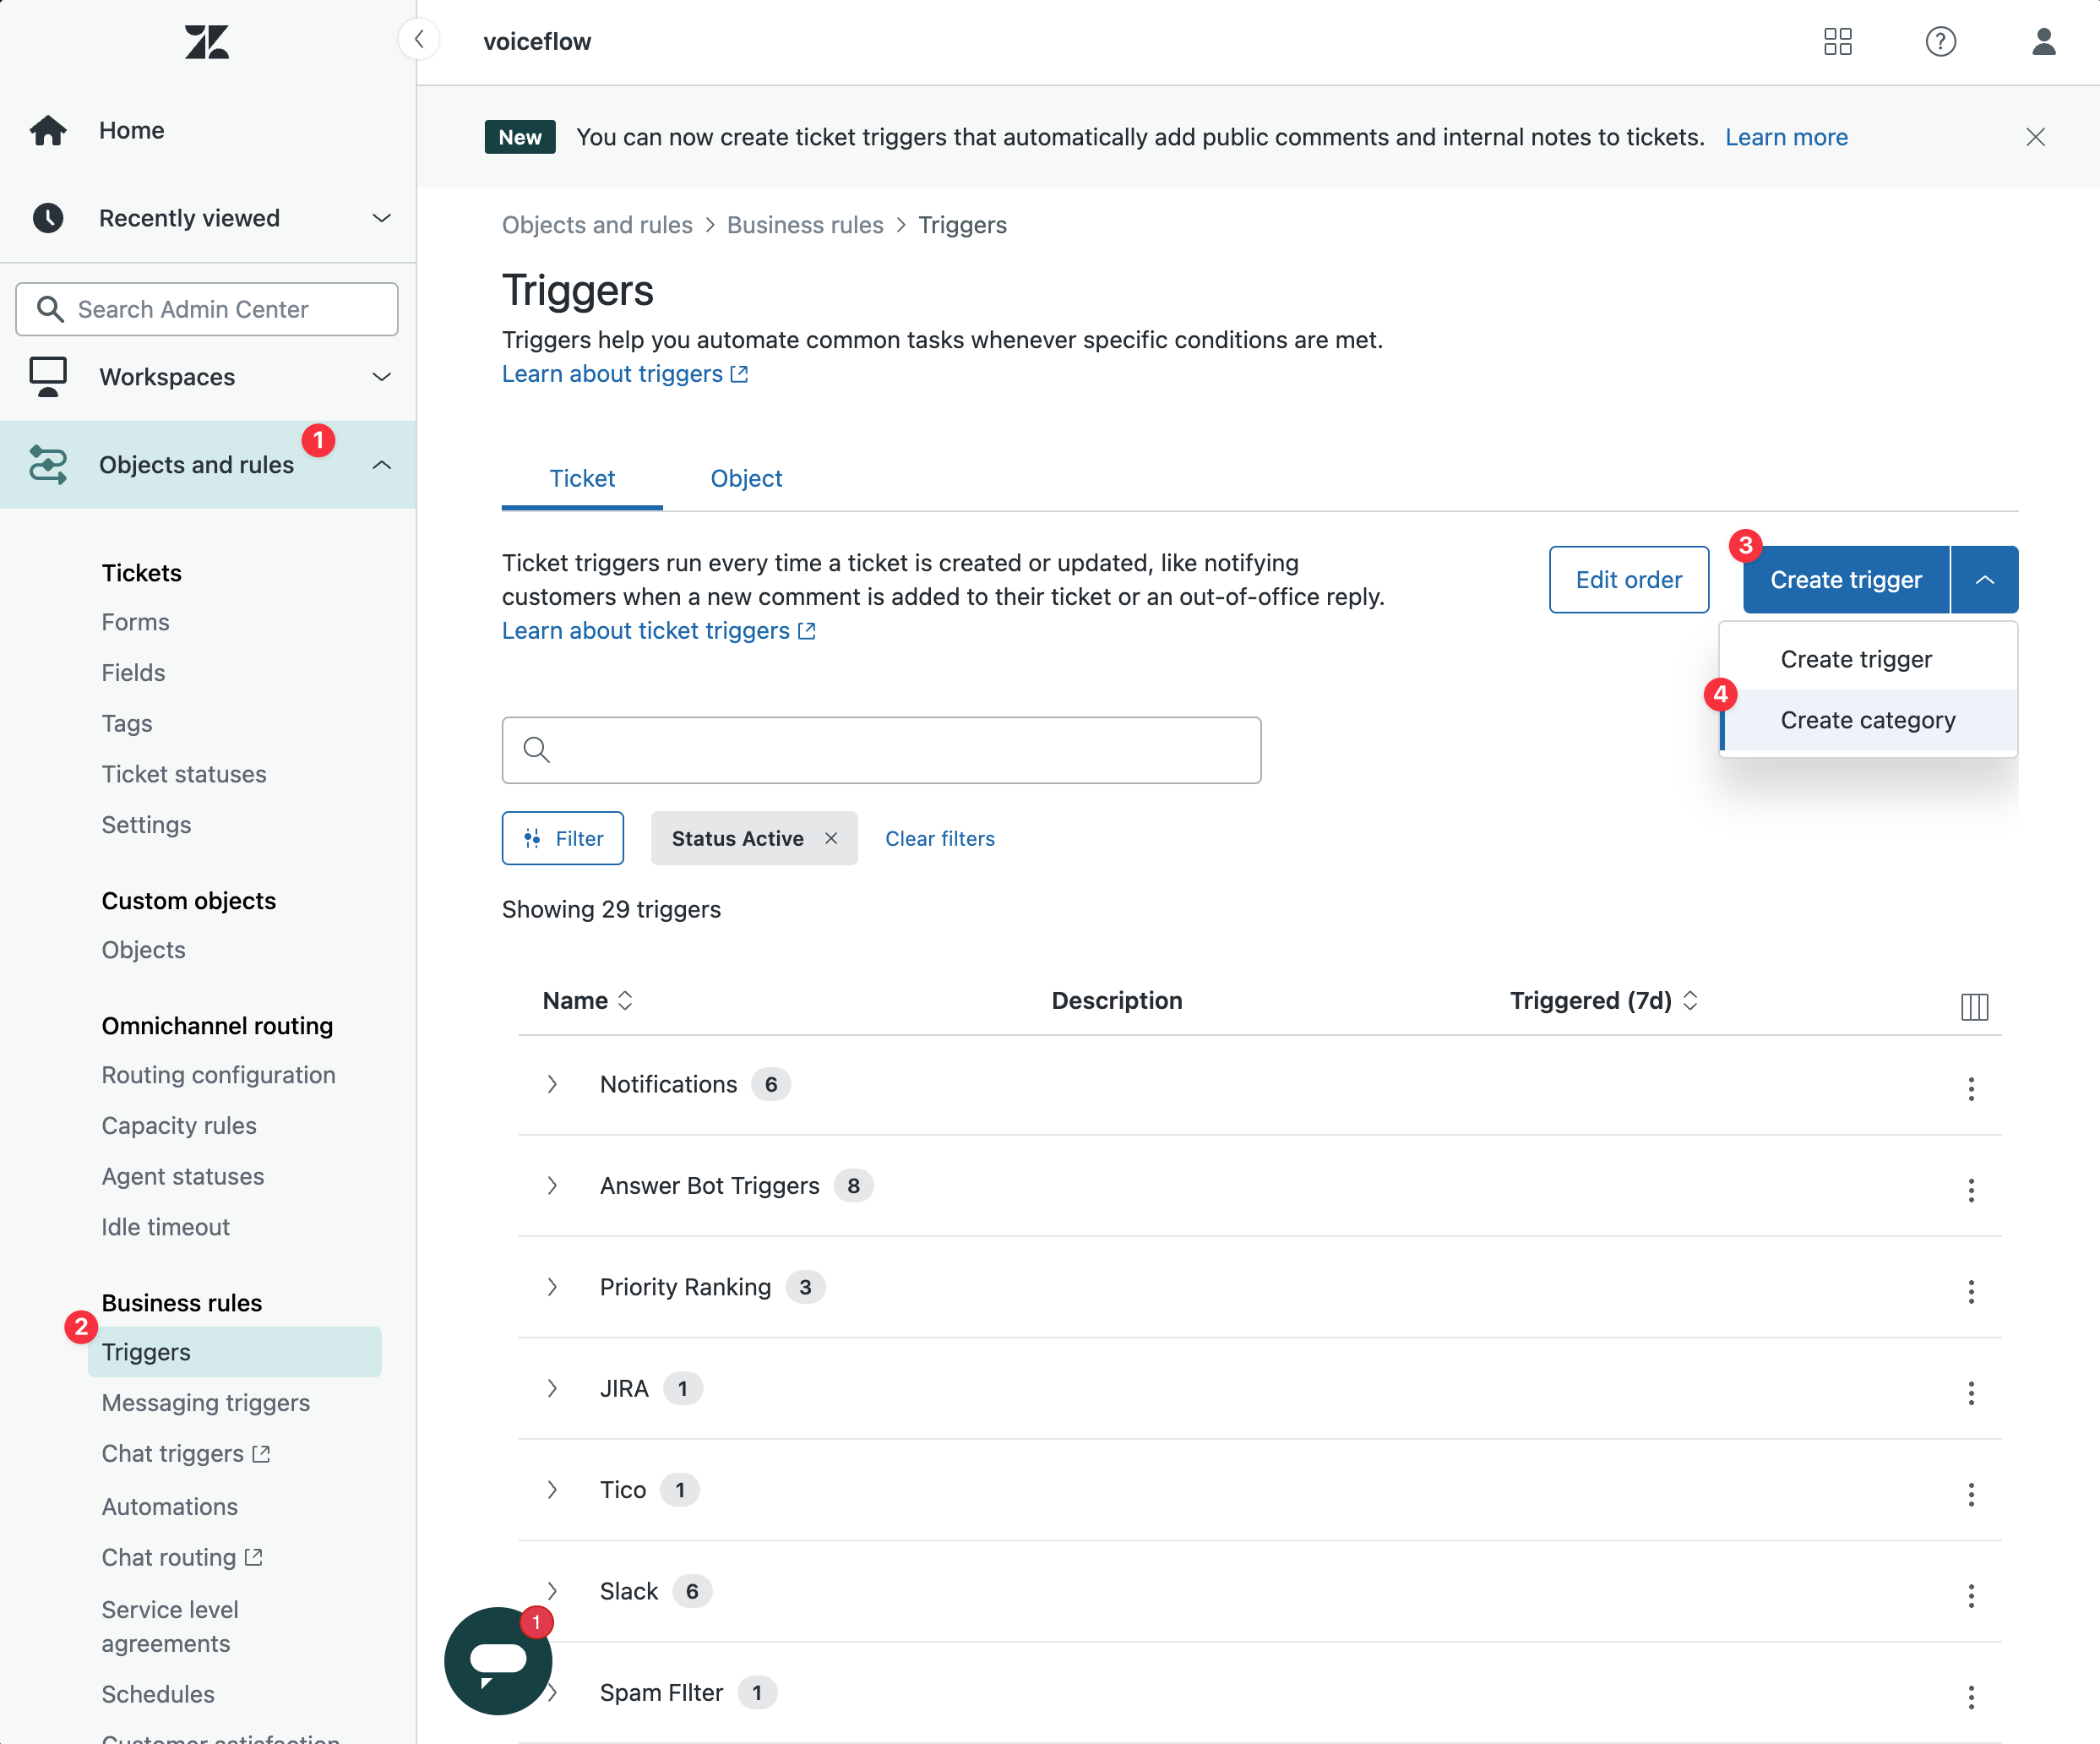 voiceflow
Home
Recently viewed
Search Admin Center
Workspaces
1
Objects and rules
Tickets
Forms
Fields
Tags
Ticket statuses
Settings
Custom objects
Objects
Omnichannel routing
Routing configuration
Capacity rules
Agent statuses
Idle timeout
Business rules
2
Triggers
Messaging triggers
Chat triggers
Automations
Chat routing
Service level
agreements
Schedules
Customer satisfaction
New You can now create ticket triggers that automatically add public comments and internal notes to tickets. Learn more
Objects and rules > Business rules > Triggers
Triggers
Triggers help you automate common tasks whenever specific conditions are met.
Learn about triggers
Ticket Object
Ticket triggers run every time a ticket is created or updated, like notifying
customers when a new comment is added to their ticket or an out-of-office reply.
Learn about ticket triggers
Edit order
3
Create trigger
Create trigger
4
Create category
Filter Status Active Clear filters
Showing 29 triggers
Name Description Triggered (7d)
Notifications 6
Answer Bot Triggers 8
Priority Ranking 3
JIRA 1
Tico 1
Slack 6
1
Spam FIlter 1